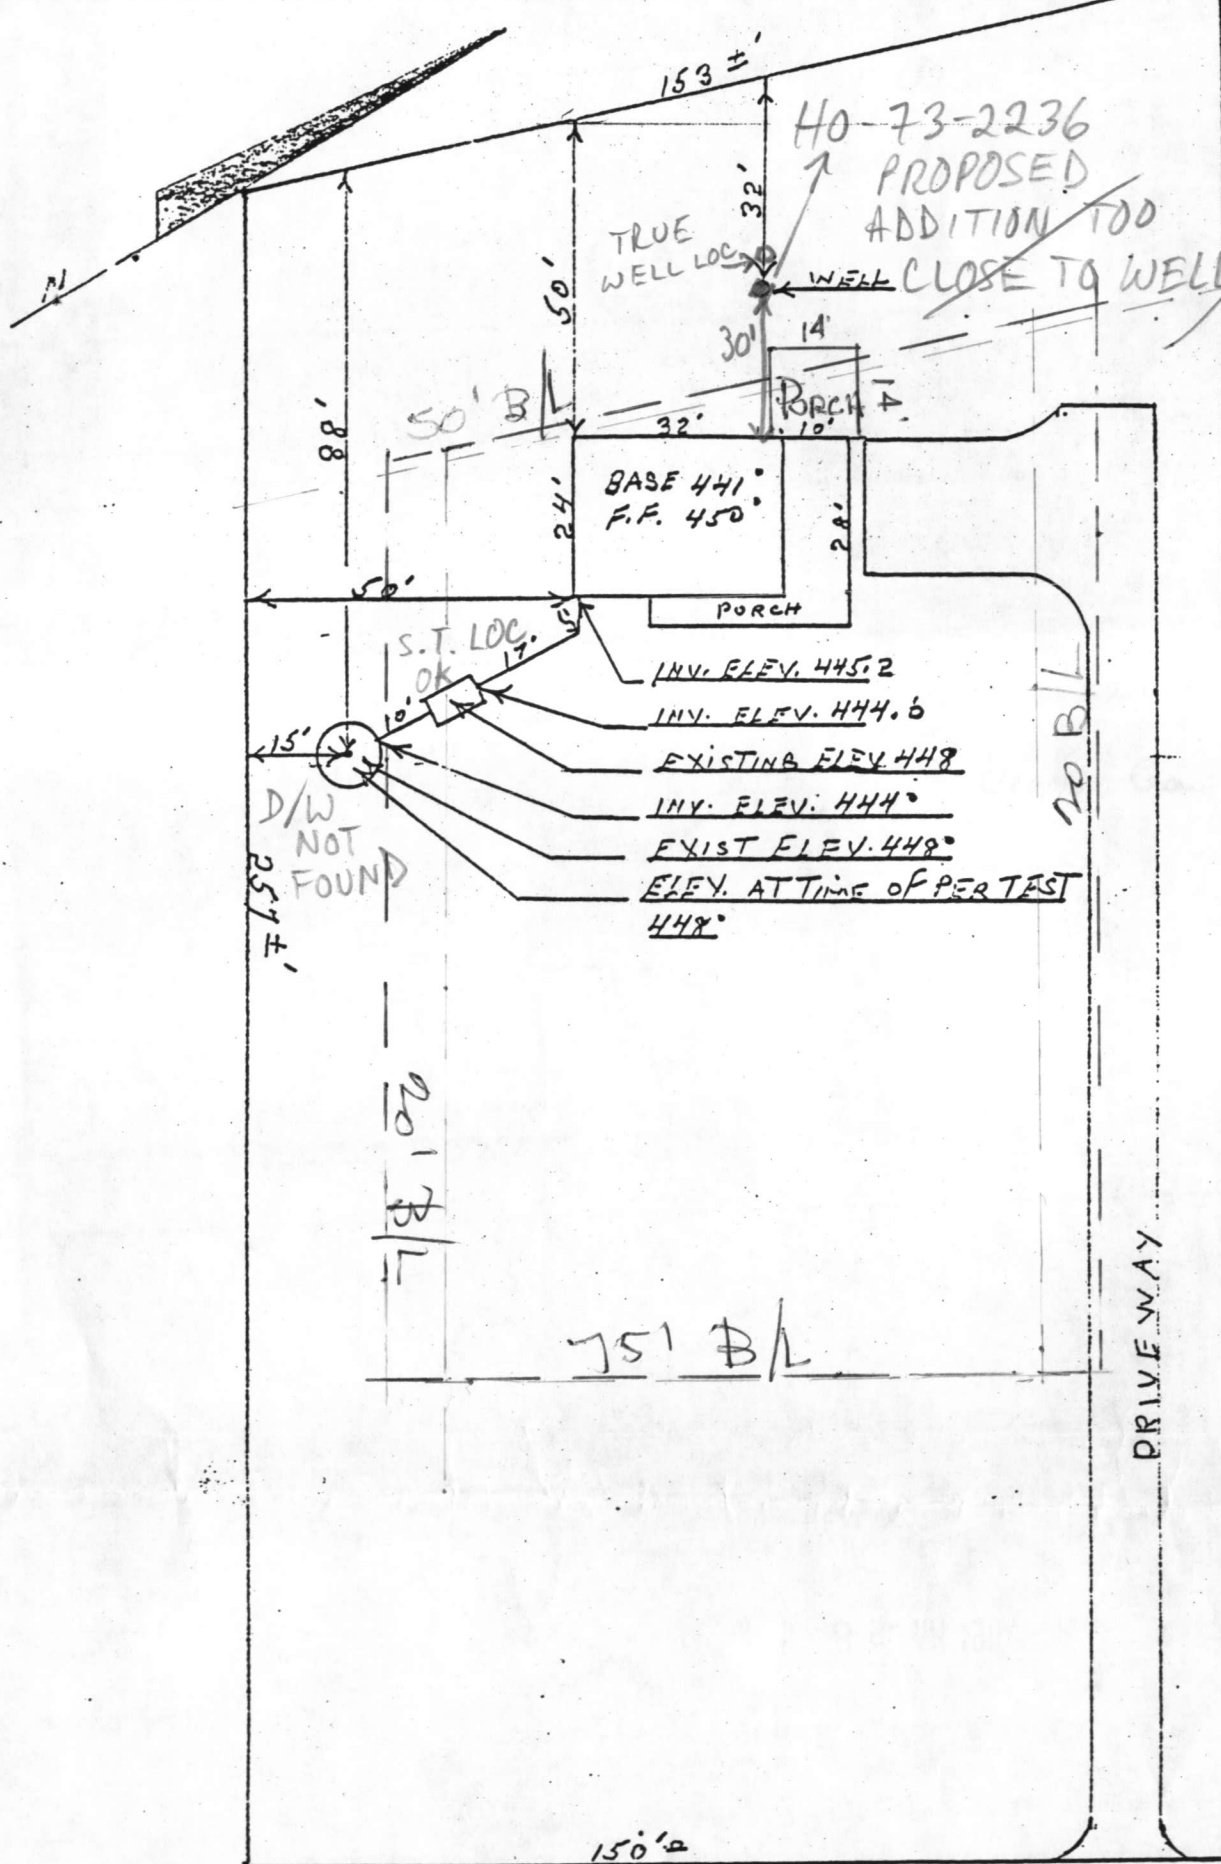 153 ±'
HO-73-2236
PROPOSED
ADDITION TOO
CLOSE TO WELL
32'
TRUE
WELL LOC
WELL
50'
30'
14'
88'
50' B/L
PORCH
14
32'
10'
BASE 441°
F.F. 450°
24'
28'
50'
PORCH
5'
S.T. LOC.
OK
17'
INV. ELEV. 445.2
INV. ELEV. 444.6
EXISTING ELEV. 448
INV. ELEV. 444°
EXIST ELEV. 448°
ELEV. AT TIME OF PER TEST
448°
15'
D/W
NOT
FOUND
257 ±'
20 B/L
20' B/L
75' B/L
DRIVEWAY
150'